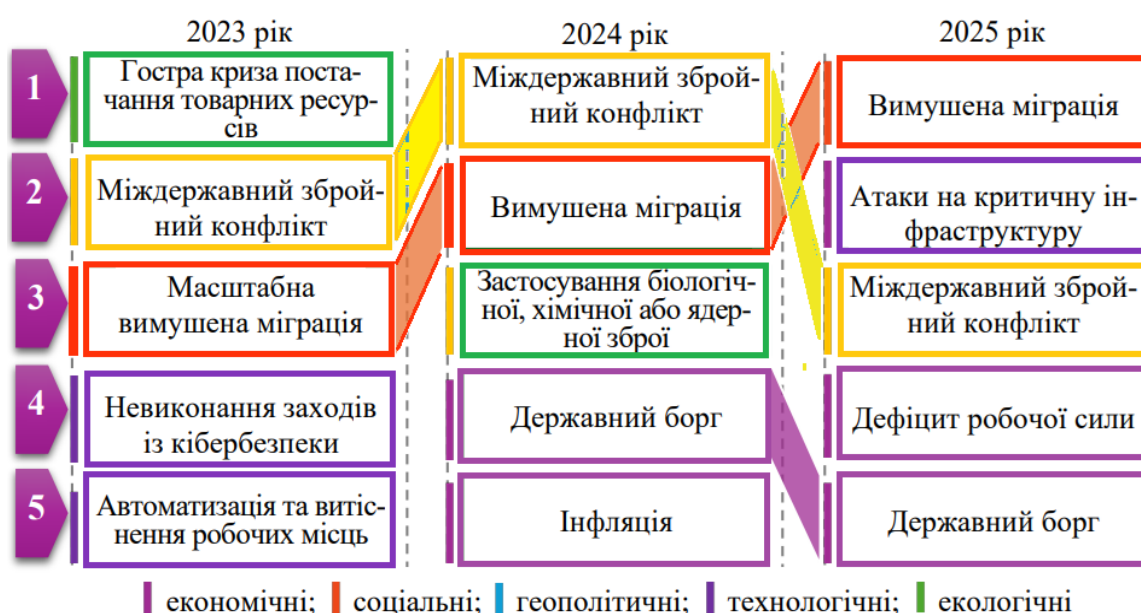 2023 рік
2024 рік
2025 рік
1
Гостра криза поста-
чання товарних ресур-
сів
Міждержавний зброй-
ний конфлікт
Вимушена міграція
2
Міждержавний зброй-
ний конфлікт
Вимушена міграція
Атаки на критичну ін-
фраструктуру
3
Масштабна
вимушена міграція
Застосування біологіч-
ної, хімічної або ядер-
ної зброї
Міждержавний зброй-
ний конфлікт
4
Невиконання заходів
із кібербезпеки
Державний борг
Дефіцит робочої сили
5
Автоматизація та витіс-
нення робочих місць
Інфляція
Державний борг
економічні; соціальні; геополітичні; технологічні; екологічні